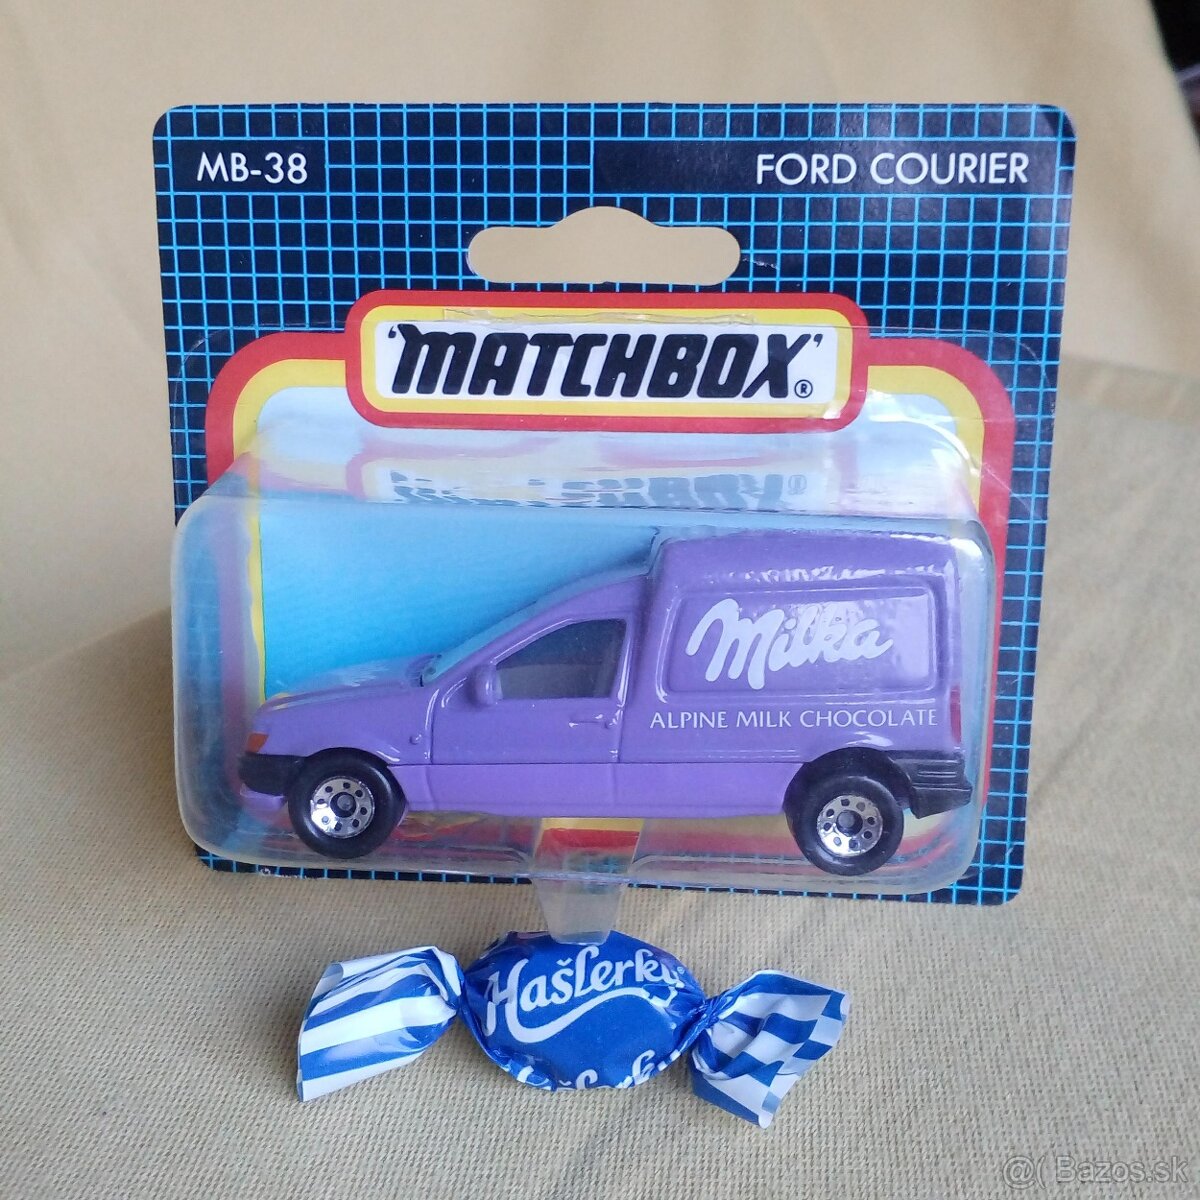 MB-38
FORD COURIER
'MATCHBOX'®
Milka
ALPINE MILK CHOCOLATE
Hašlerky
@( Bazos.sk